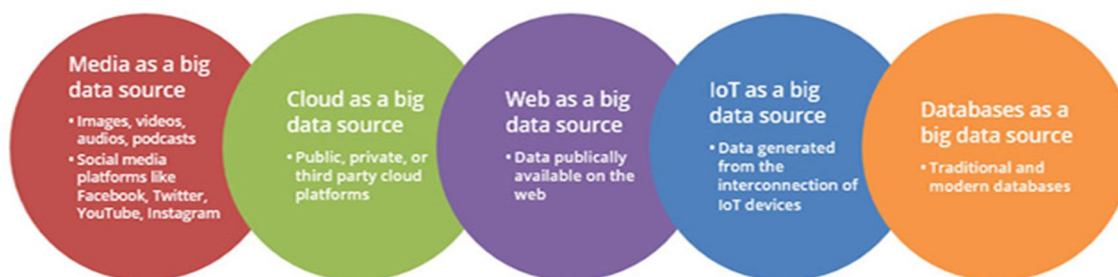 Media as a big
data source
• Images, videos,
audios, podcasts
• Social media
platforms like
Facebook, Twitter,
YouTube, Instagram
Cloud as a big
data source
• Public, private, or
third party cloud
platforms
Web as a big
data source
• Data publically
available on the
web
IoT as a big
data source
• Data generated
from the
interconnection of
IoT devices
Databases as a
big data source
• Traditional and
modern databases